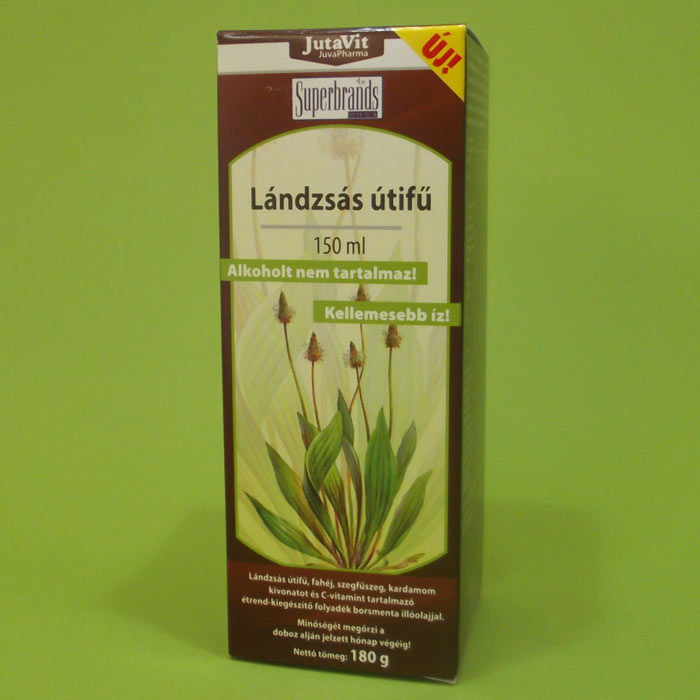 JutaVit
JuvaPharma
ÚJ!
4x
Superbrands
Lándzsás útifű
150 ml
Alkoholt nem tartalmaz!
Kellemesebb íz!
Lándzsás útifű, fahéj, szegfűszeg, kardamom
kivonatot és C-vitamint tartalmazó
étrend-kiegészítő folyadék borsmenta illóolajjal.
Minőségét megőrzi a
doboz alján jelzett hónap végéig!
Nettó tömeg: 180 g